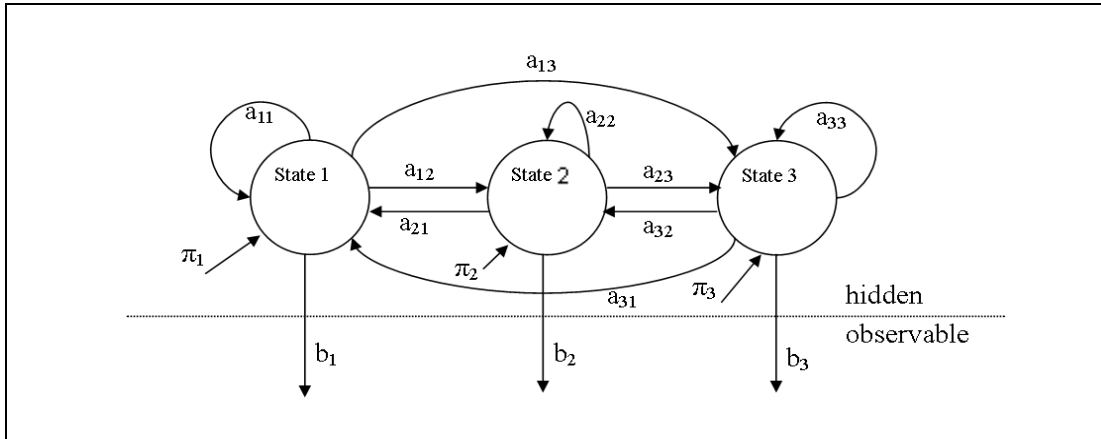 a₁₃
a₁₁
a₂₂
a₃₃
State 1
State 2
State 3
a₁₂
a₂₃
a₂₁
a₃₂
π₁
π₂
π₃
a₃₁
hidden
observable
b₁
b₂
b₃